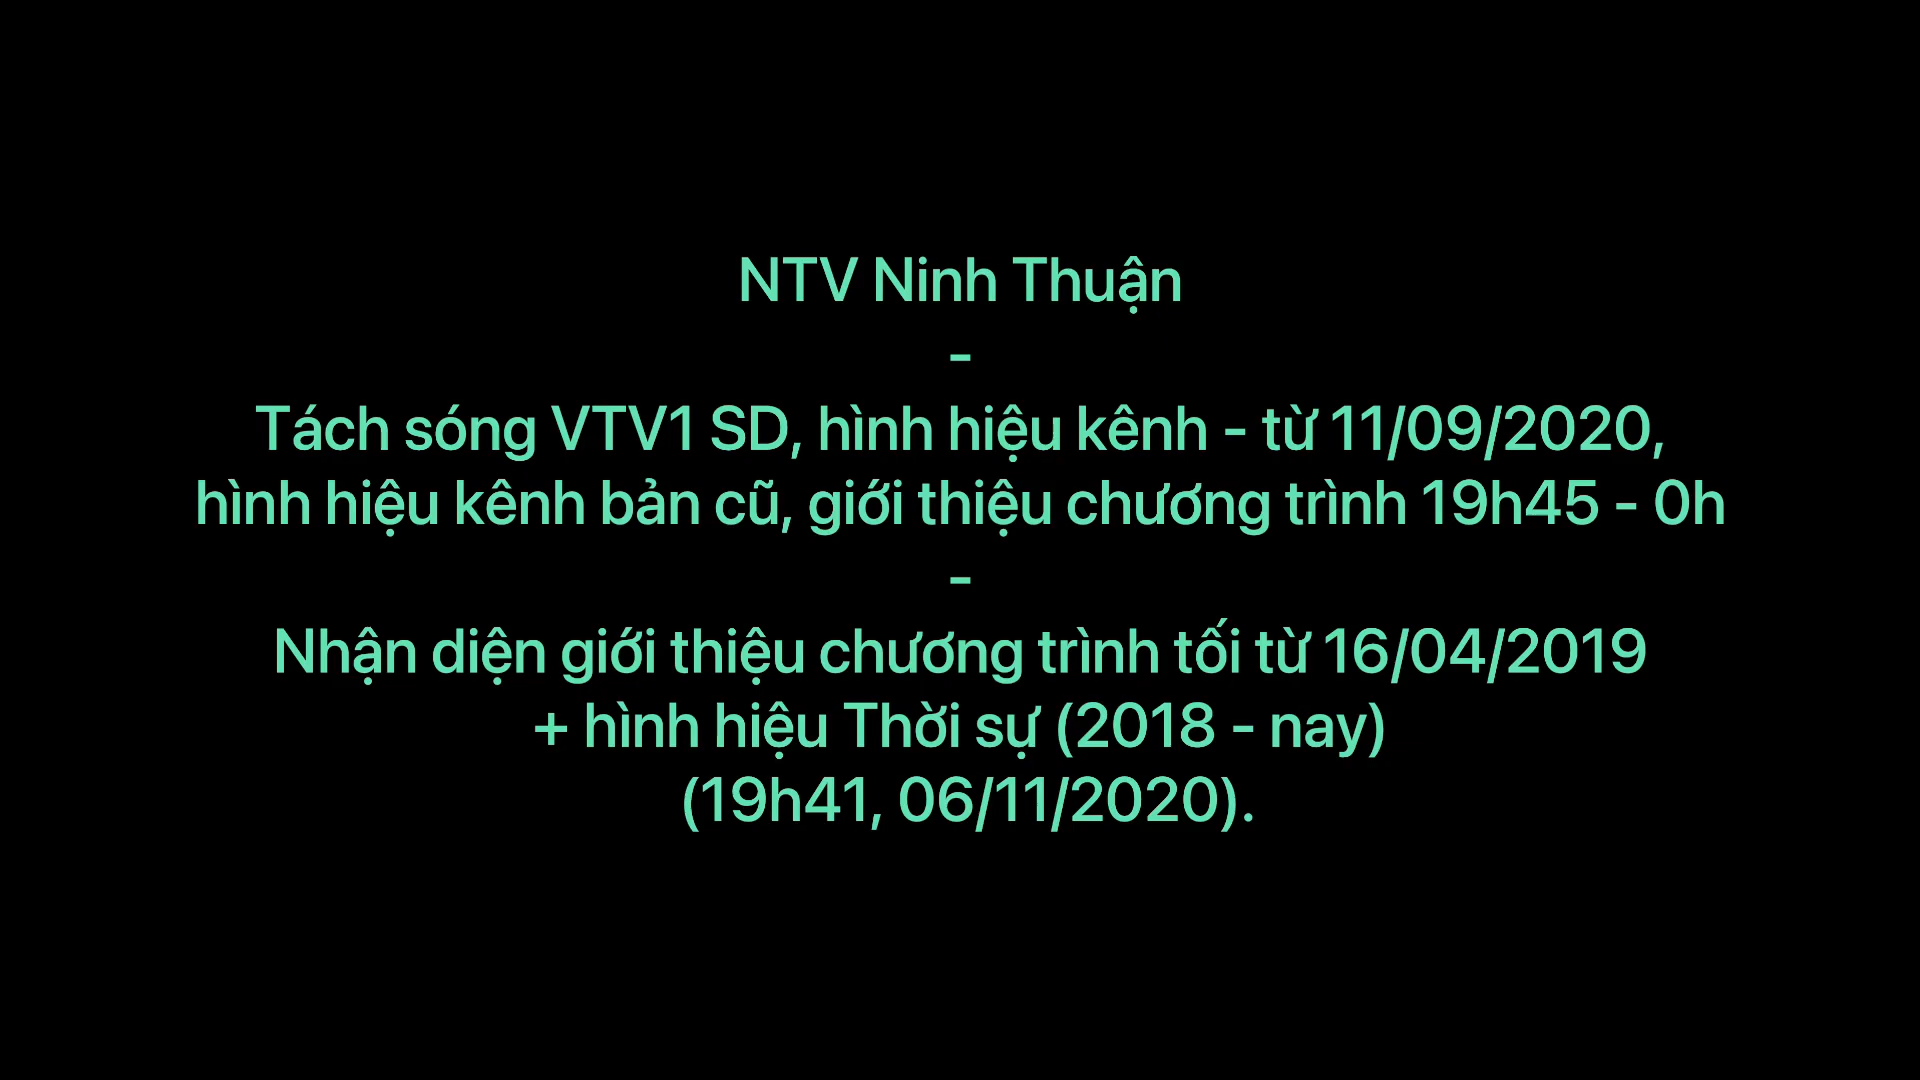 NTV Ninh Thuận
-
Tách sóng VTV1 SD, hình hiệu kênh - từ 11/09/2020,
hình hiệu kênh bản cũ, giới thiệu chương trình 19h45 - 0h
-
Nhận diện giới thiệu chương trình tối từ 16/04/2019
+ hình hiệu Thời sự (2018 - nay)
(19h41, 06/11/2020).